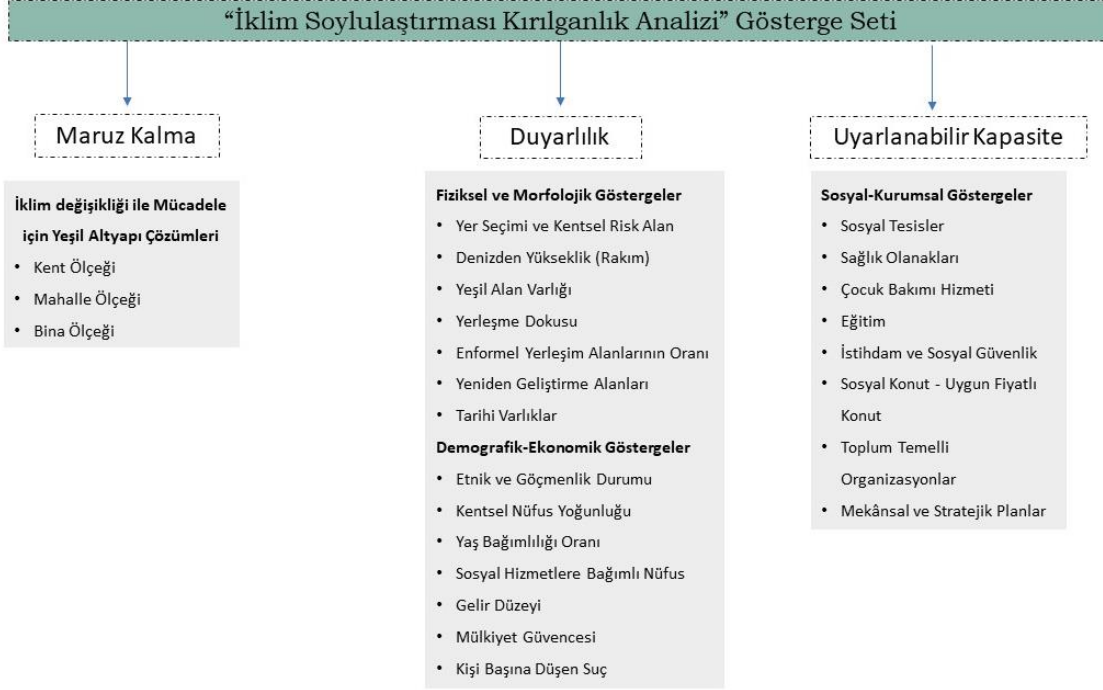 “İklim Soylulaştırması Kırılganlık Analizi” Gösterge Seti
Maruz Kalma
İklim değişikliği ile Mücadele
için Yeşil Altyapı Çözümleri
• Kent Ölçeği
• Mahalle Ölçeği
• Bina Ölçeği
Duyarlılık
Fiziksel ve Morfolojik Göstergeler
• Yer Seçimi ve Kentsel Risk Alan
• Denizden Yükseklik (Rakım)
• Yeşil Alan Varlığı
• Yerleşme Dokusu
• Enformel Yerleşim Alanlarının Oranı
• Yeniden Geliştirme Alanları
• Tarihi Varlıklar
Demografik-Ekonomik Göstergeler
• Etnik ve Göçmenlik Durumu
• Kentsel Nüfus Yoğunluğu
• Yaş Bağımlılığı Oranı
• Sosyal Hizmetlere Bağımlı Nüfus
• Gelir Düzeyi
• Mülkiyet Güvencesi
• Kişi Başına Düşen Suç
Uyarlanabilir Kapasite
Sosyal-Kurumsal Göstergeler
• Sosyal Tesisler
• Sağlık Olanakları
• Çocuk Bakımı Hizmeti
• Eğitim
• İstihdam ve Sosyal Güvenlik
• Sosyal Konut - Uygun Fiyatlı
Konut
• Toplum Temelli
Organizasyonlar
• Mekânsal ve Stratejik Planlar